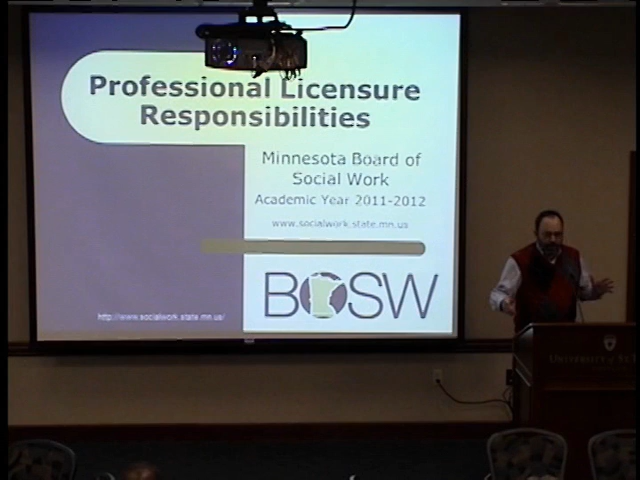 Professional Licensure
Responsibilities
Minnesota Board of
Social Work
Academic Year 2011-2012
www.socialwork.state.mn.us
BOSW
http://www.socialwork.state.mn.us/
UNIVERSITY of